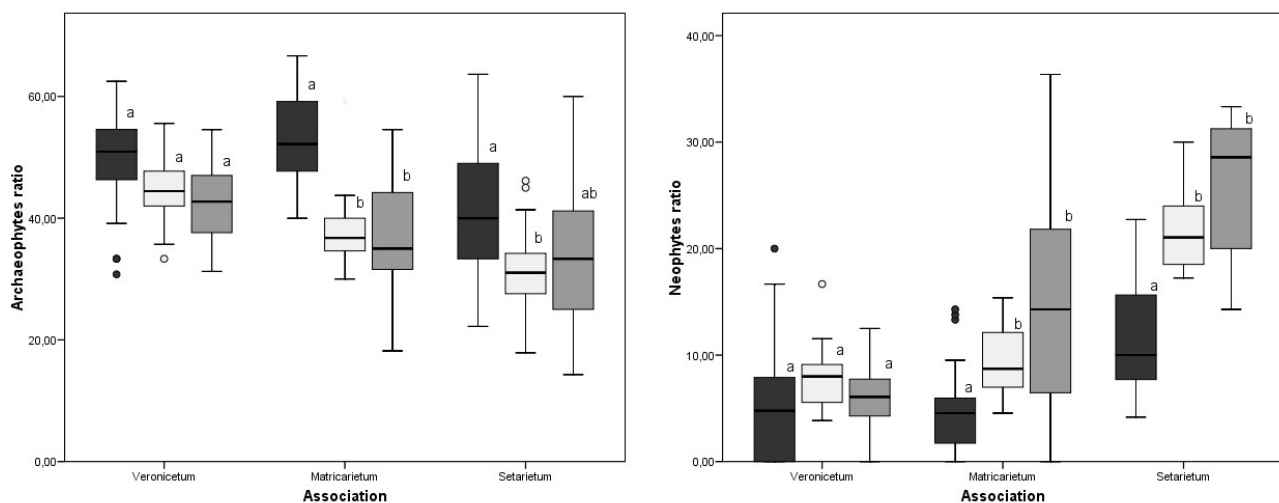 60,00
40,00
20,00
0,00
Archaeophytes ratio
a
a
a
a
b
b
a
b
ab
Veronicetum
Matricarietum
Setarietum
Association
40,00
30,00
20,00
10,00
0,00
Neophytes ratio
a
a
a
a
b
b
a
b
b
Veronicetum
Matricarietum
Setarietum
Association